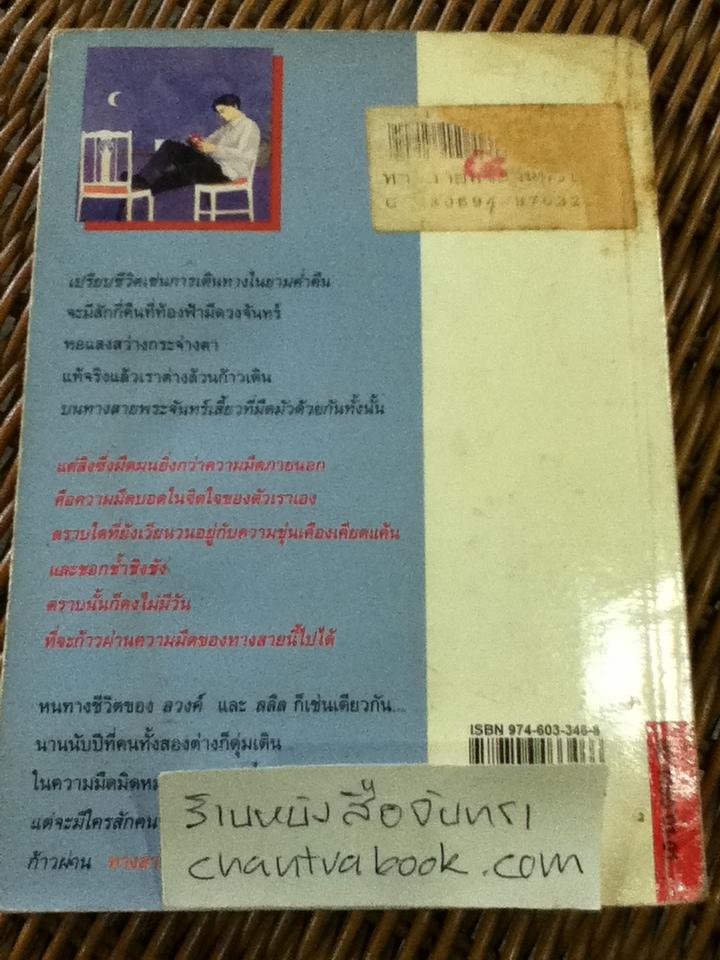 เปรียบชีวิตเช่นการเดินทางในยามค่ำคืน
จะมีสักกี่คืนที่ท้องฟ้ามีดวงจันทร์
ทอแสงสว่างกระจ่างตา
แท้จริงแล้วเราต่างล้วนก้าวเดิน
บนทางสายพระจันทร์เสี้ยวที่มืดมัวด้วยกันทั้งนั้น
แต่สิ่งซึ่งมืดมนยิ่งกว่าความมืดภายนอก
คือความมืดบอดในจิตใจของตัวเราเอง
ตราบใดที่ยังเวียนวนอยู่กับความขุ่นเคืองเคียดแค้น
และชอกช้ำชิงชัง
ตราบนั้นก็คงไม่มีวัน
ที่จะก้าวผ่านความมืดของทางสายนี้ไปได้
หนทางชีวิตของ ลวงค์ และ ลลิล ก็เช่นเดียวกัน...
นานนับปีที่คนทั้งสองต่างก็ดุ่มเดิน
ในความมืดมิด
แต่จะมีใครสักคน
ก้าวผ่าน ทางสาย
ISBN 974-603-346-8
ร้านหนังสือจันทรา
chantrabook.com